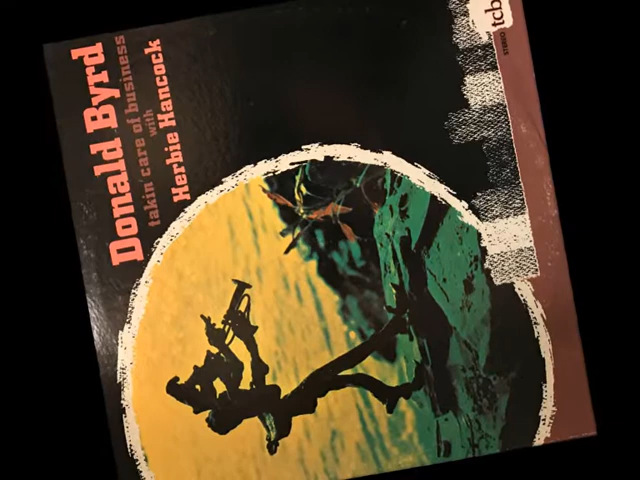 Donald Byrd
takin' care of business
with
Herbie Hancock
tcb
STEREO